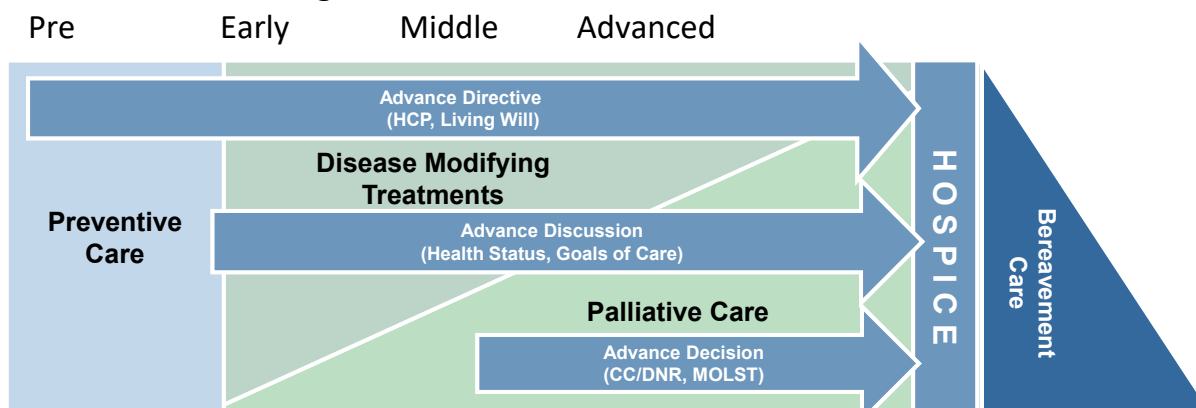 Pre Early Middle Advanced
Advance Directive
(HCP, Living Will)
Disease Modifying
Treatments
Preventive
Care
Advance Discussion
(Health Status, Goals of Care)
Palliative Care
Advance Decision
(CC/DNR, MOLST)
HOSPICE
Bereavement
Care